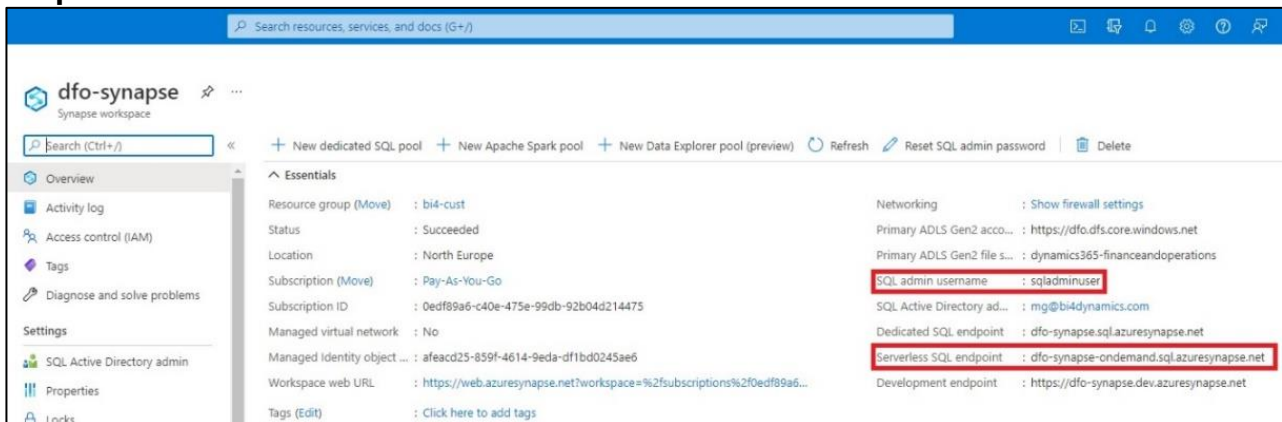 Search resources, services, and docs (G+/)
dfo-synapse
Synapse workspace
Search (Ctrl+/)
Overview
Activity log
Access control (IAM)
Tags
Diagnose and solve problems
Settings
SQL Active Directory admin
Properties
Locks
New dedicated SQL pool New Apache Spark pool New Data Explorer pool (preview) Refresh Reset SQL admin password Delete
Essentials
Resource group (Move) : bi4-cust
Status : Succeeded
Location : North Europe
Subscription (Move) : Pay-As-You-Go
Subscription ID : 0edf89a6-c40e-475e-99db-92b04d214475
Managed virtual network : No
Managed Identity object ... : afeacd25-859f-4614-9eda-df1bd0245ae6
Workspace web URL : https://web.azuresynapse.net?workspace=%2fsubscriptions%2f0edf89a6...
Tags (Edit) : Click here to add tags
Networking : Show firewall settings
Primary ADLS Gen2 acco... : https://dfo.dfs.core.windows.net
Primary ADLS Gen2 file s... : dynamics365-financeandoperations
SQL admin username : sqladminuser
SQL Active Directory ad... : mg@bi4dynamics.com
Dedicated SQL endpoint : dfo-synapse.sql.azuresynapse.net
Serverless SQL endpoint : dfo-synapse-ondemand.sql.azuresynapse.net
Development endpoint : https://dfo-synapse.dev.azuresynapse.net